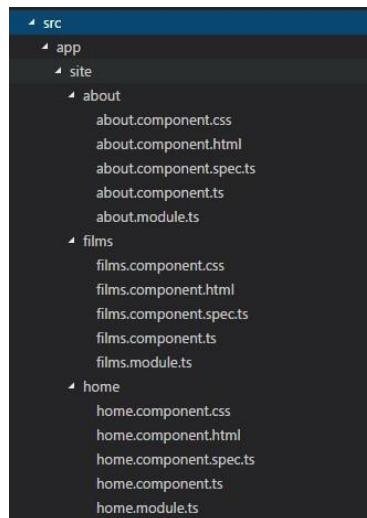 src
app
site
about
about.component.css
about.component.html
about.component.spec.ts
about.component.ts
about.module.ts
films
films.component.css
films.component.html
films.component.spec.ts
films.component.ts
films.module.ts
home
home.component.css
home.component.html
home.component.spec.ts
home.component.ts
home.module.ts